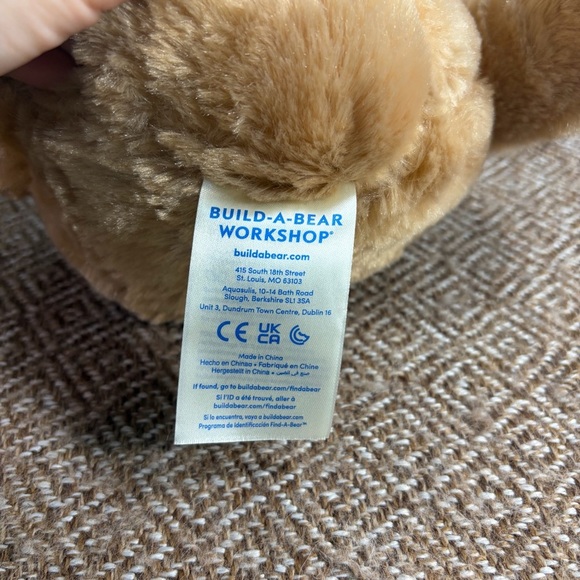 BUILD-A-BEAR
WORKSHOP®
buildabear.com
415 South 18th Street
St. Louis, MO 63103
Aquasulis, 10-14 Bath Road
Slough, Berkshire SL1 3SA
Unit 3, Dundrum Town Centre, Dublin 16
CE UK
CA
Made in China
Hecho en China • Fabriqué en Chine
Hergestellt in China • صنع في الصين
If found, go to buildabear.com/findabear
Si l'ID a été trouvé, aller à
buildabear.com/findabear
Si lo encuentra, vaya a buildabear.com
Programa de identificación Find-A-Bear™